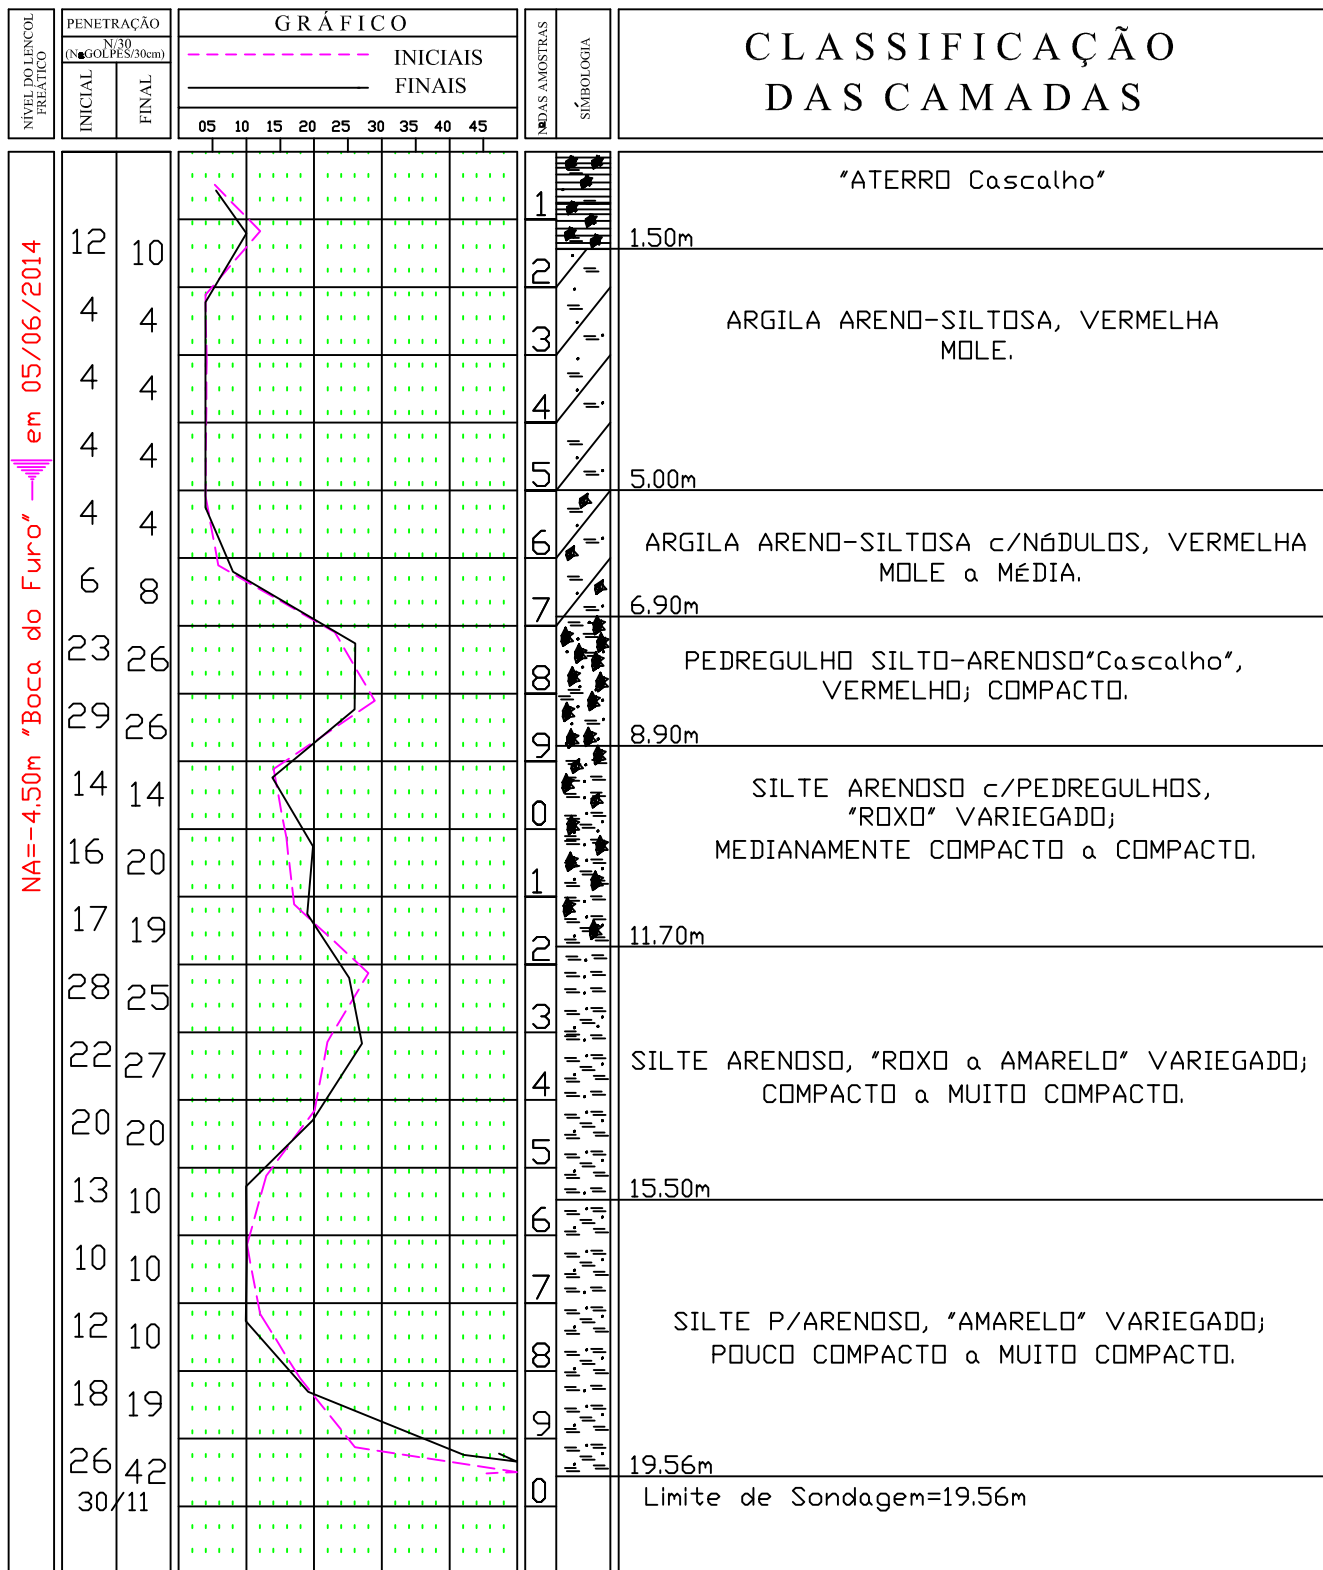 NÍVEL DO LENCOL
FREÁTICO
PENETRAÇÃO
N/30
(NºGOLPES/30cm)
INICIAL
FINAL
GRÁFICO
INICIAIS
FINAIS
05 10 15 20 25 30 35 40 45
NºDAS AMOSTRAS
SÍMBOLOGIA
CLASSIFICAÇÃO
DAS CAMADAS
NA=-4.50m "Boca do Furo" em 05/06/2014
12 10
4 4
4 4
4 4
4 4
6 8
23 26
29 26
14 14
16 20
17 19
28 25
22 27
20 20
13 10
10 10
12 10
18 19
26 42
30/11
1
2
3
4
5
6
7
8
9
0
1
2
3
4
5
6
7
8
9
0
"ATERRO Cascalho"
1.50m
ARGILA ARENO-SILTOSA, VERMELHA
MOLE.
5.00m
ARGILA ARENO-SILTOSA c/NóDULOS, VERMELHA
MOLE a MÉDIA.
6.90m
PEDREGULHO SILTO-ARENOSO"Cascalho",
VERMELHO; COMPACTO.
8.90m
SILTE ARENOSO c/PEDREGULHOS,
"ROXO" VARIEGADO;
MEDIANAMENTE COMPACTO a COMPACTO.
11.70m
SILTE ARENOSO, "ROXO a AMARELO" VARIEGADO;
COMPACTO a MUITO COMPACTO.
15.50m
SILTE P/ARENOSO, "AMARELO" VARIEGADO;
POUCO COMPACTO a MUITO COMPACTO.
19.56m
Limite de Sondagem=19.56m